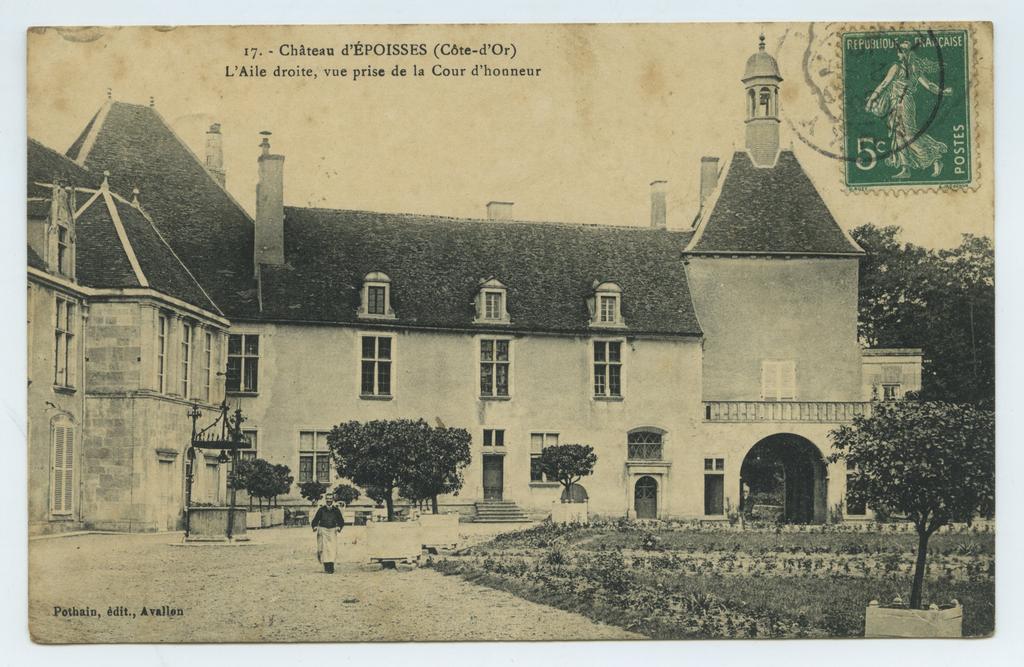 17. - Château d'ÉPOISSES (Côte-d'Or)
L'Aile droite, vue prise de la Cour d'honneur
REPUBLIQUE FRANÇAISE
5c
POSTES
Pothain, édit., Avallon